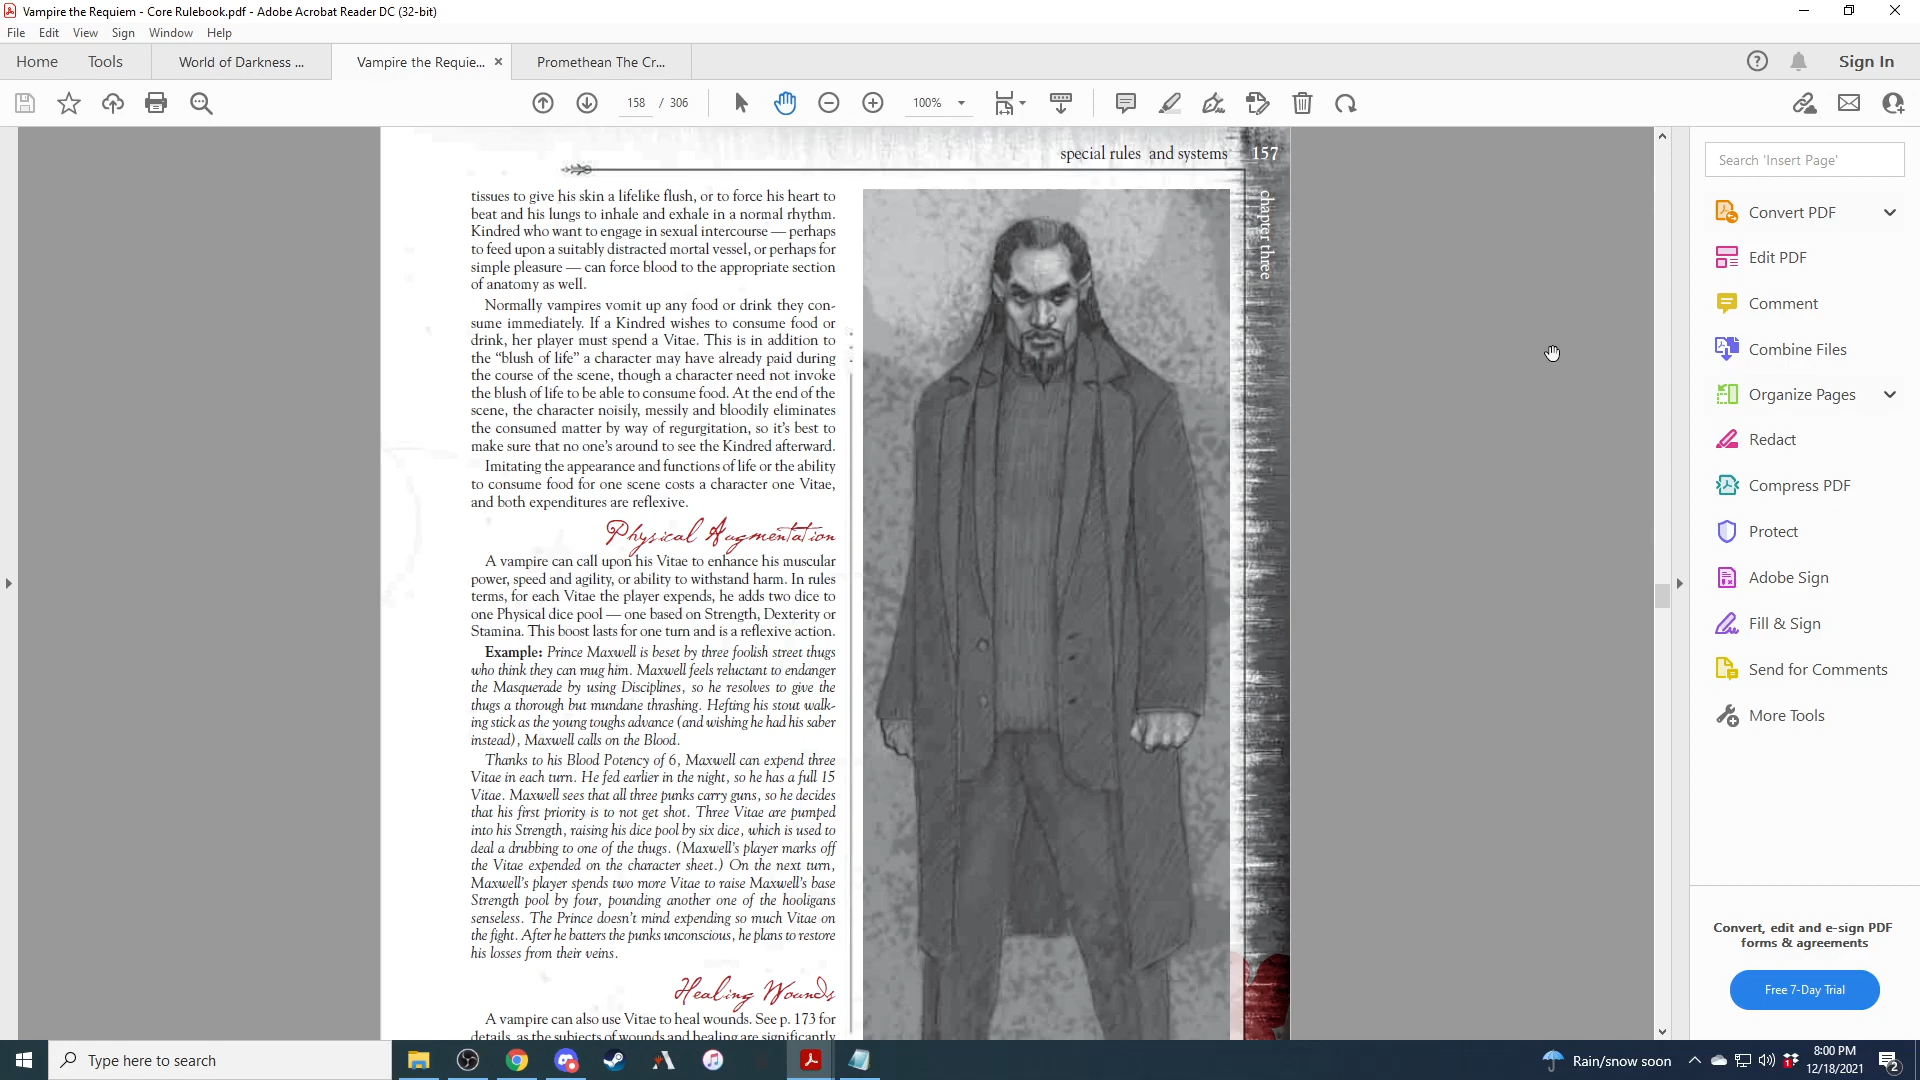 Vampire the Requiem - Core Rulebook.pdf - Adobe Acrobat Reader DC (32-bit)
File Edit View Sign Window Help
Home Tools World of Darkness ... Vampire the Requie... Promethean The Cr... Sign In
158 / 306 100%
special rules and systems 157
chapter three
tissues to give his skin a lifelike flush, or to force his heart to
beat and his lungs to inhale and exhale in a normal rhythm.
Kindred who want to engage in sexual intercourse — perhaps
to feed upon a suitably distracted mortal vessel, or perhaps for
simple pleasure — can force blood to the appropriate section
of anatomy as well.
Normally vampires vomit up any food or drink they con-
sume immediately. If a Kindred wishes to consume food or
drink, her player must spend a Vitae. This is in addition to
the “blush of life” a character may have already paid during
the course of the scene, though a character need not invoke
the blush of life to be able to consume food. At the end of the
scene, the character noisily, messily and bloodily eliminates
the consumed matter by way of regurgitation, so it’s best to
make sure that no one’s around to see the Kindred afterward.
Imitating the appearance and functions of life or the ability
to consume food for one scene costs a character one Vitae,
and both expenditures are reflexive.
Physical Augmentation
A vampire can call upon his Vitae to enhance his muscular
power, speed and agility, or ability to withstand harm. In rules
terms, for each Vitae the player expends, he adds two dice to
one Physical dice pool — one based on Strength, Dexterity or
Stamina. This boost lasts for one turn and is a reflexive action.
Example: Prince Maxwell is beset by three foolish street thugs
who think they can mug him. Maxwell feels reluctant to endanger
the Masquerade by using Disciplines, so he resolves to give the
thugs a thorough but mundane thrashing. Hefting his stout walk-
ing stick as the young toughs advance (and wishing he had his saber
instead), Maxwell calls on the Blood.
Thanks to his Blood Potency of 6, Maxwell can expend three
Vitae in each turn. He fed earlier in the night, so he has a full 15
Vitae. Maxwell sees that all three punks carry guns, so he decides
that his first priority is to not get shot. Three Vitae are pumped
into his Strength, raising his dice pool by six dice, which is used to
deal a drubbing to one of the thugs. (Maxwell’s player marks off
the Vitae expended on the character sheet.) On the next turn,
Maxwell’s player spends two more Vitae to raise Maxwell’s base
Strength pool by four, pounding another one of the hooligans
senseless. The Prince doesn’t mind expending so much Vitae on
the fight. After he batters the punks unconscious, he plans to restore
his losses from their veins.
Healing Wounds
A vampire can also use Vitae to heal wounds. See p. 173 for
details, as the subjects of wounds and healing are significantly
Search 'Insert Page'
Convert PDF
Edit PDF
Comment
Combine Files
Organize Pages
Redact
Compress PDF
Protect
Adobe Sign
Fill & Sign
Send for Comments
More Tools
Convert, edit and e-sign PDF
forms & agreements
Free 7-Day Trial
Type here to search
Rain/snow soon
8:00 PM
12/18/2021
2